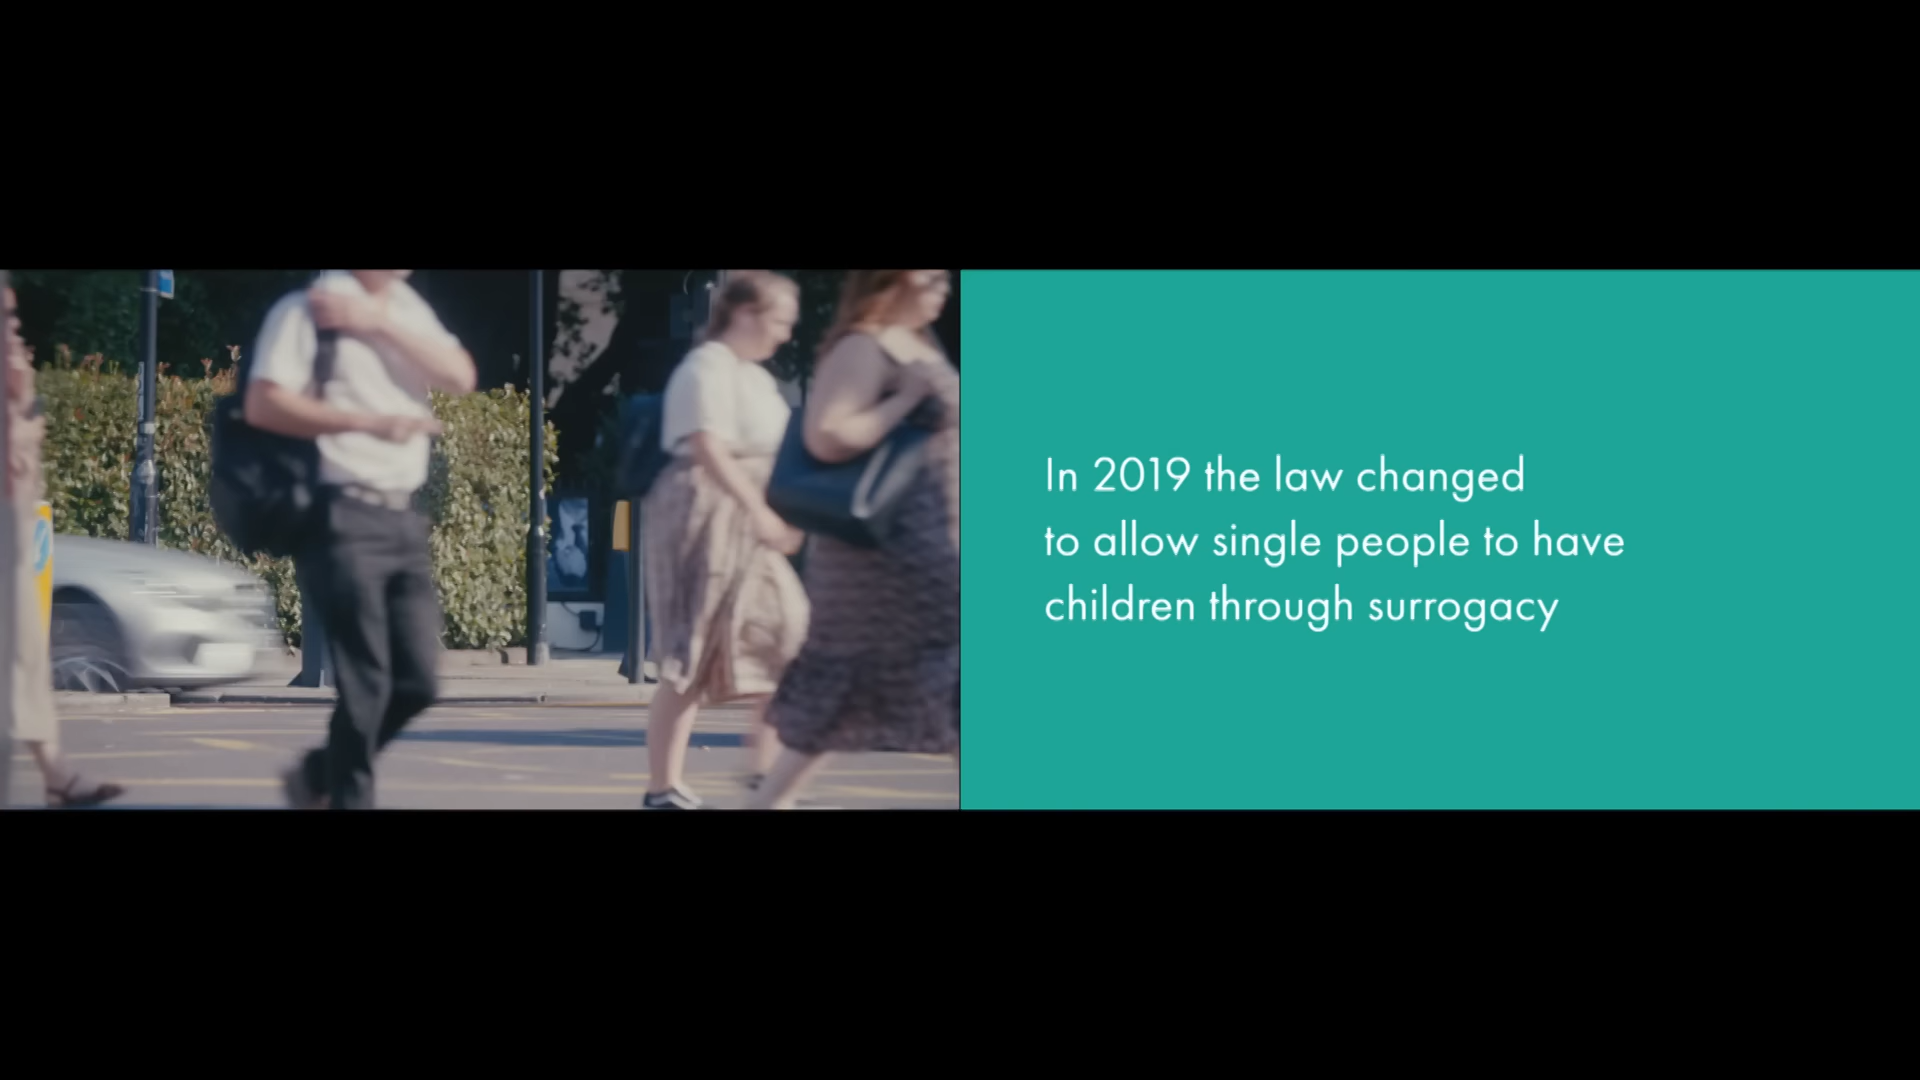 In 2019 the law changed
to allow single people to have
children through surrogacy